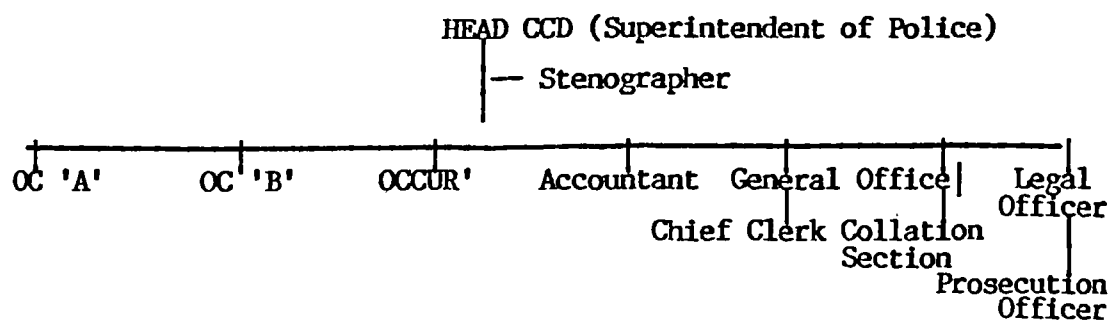 HEAD CCD (Superintendent of Police)
Stenographer
OC 'A' OC 'B' OCCUR' Accountant General Office Legal
Officer
Chief Clerk Collation
Section
Prosecution
Officer